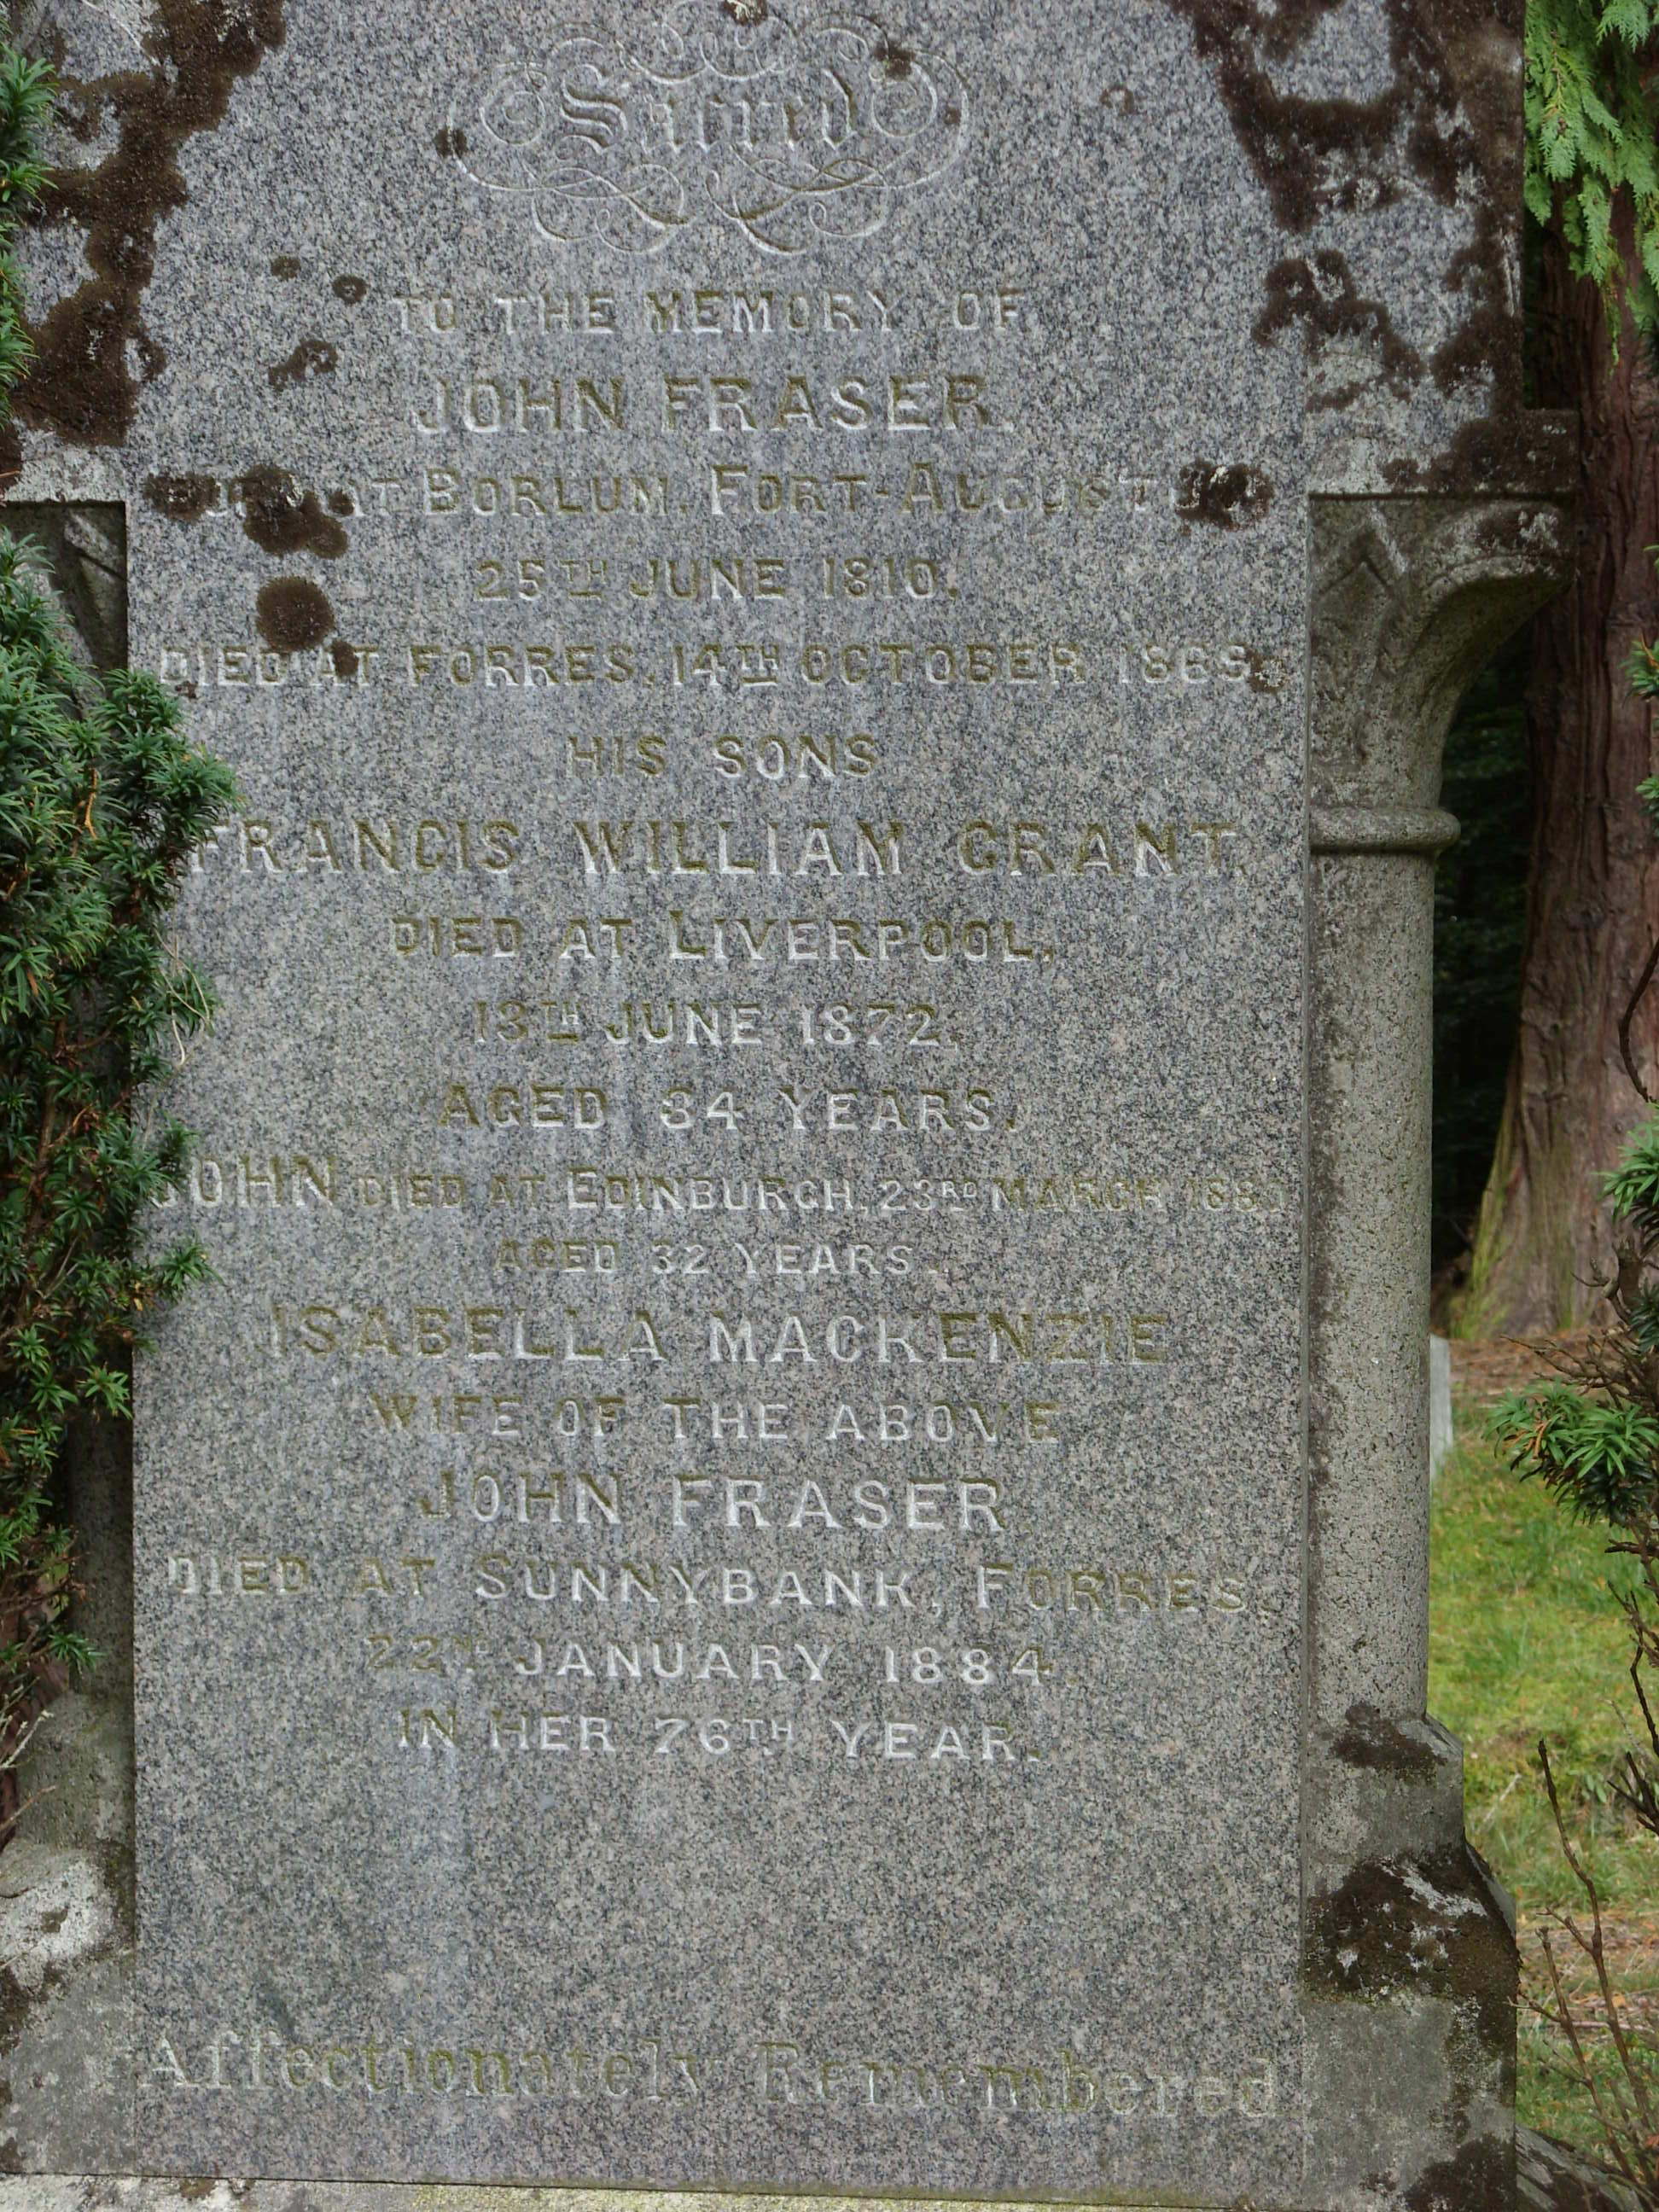 Sacred
TO THE MEMORY OF
JOHN FRASER,
AT BORLUM, FORT-AUGUSTUS
25TH JUNE 1810,
DIED AT FORRES, 14TH OCTOBER
HIS SONS
FRANCIS WILLIAM GRANT,
DIED AT LIVERPOOL,
13TH JUNE 1872,
AGED 34 YEARS.
JOHN DIED AT EDINBURGH, 23RD MARCH
AGED 32 YEARS.
ISABELLA MACKENZIE
WIFE OF THE ABOVE
JOHN FRASER
DIED AT SUNNYBANK, FORRES,
22ND JANUARY 1884,
IN HER 76TH YEAR.
Affectionately Remembered